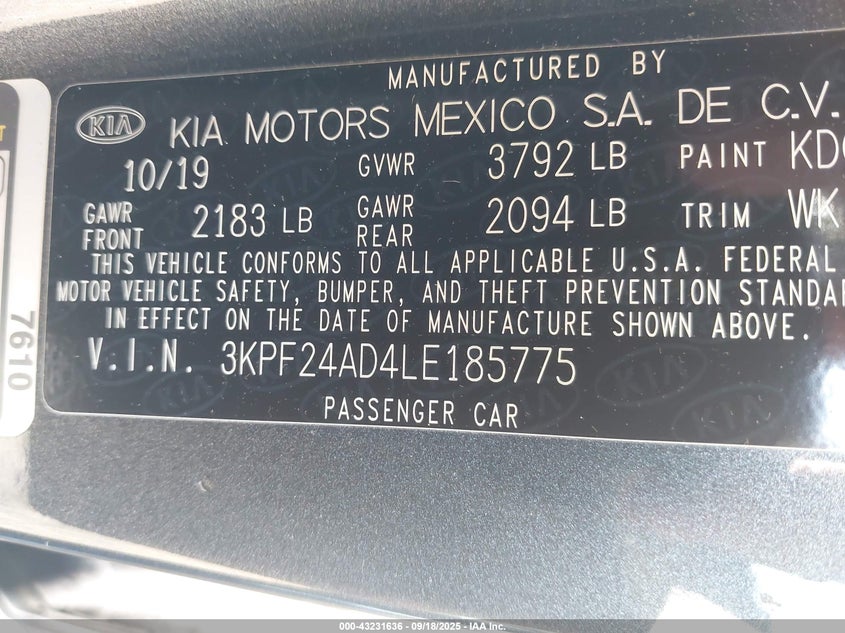 MANUFACTURED BY
KIA KIA MOTORS MEXICO S.A. DE C.V.
10/19 GVWR 3792 LB PAINT
GAWR FRONT 2183 LB GAWR REAR 2094 LB TRIM WK
THIS VEHICLE CONFORMS TO ALL APPLICABLE U.S.A. FEDERAL
MOTOR VEHICLE SAFETY, BUMPER, AND THEFT PREVENTION
IN EFFECT ON THE DATE OF MANUFACTURE SHOWN ABOVE.
V.I.N. 3KPF24AD4LE185775
PASSENGER CAR
7610
000-43231636 - 09/18/2025 - IAA Inc.